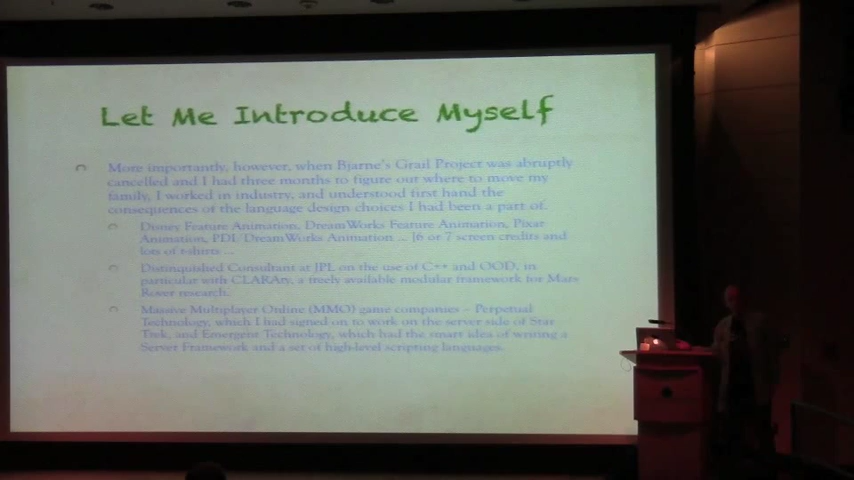 Let Me Introduce Myself
More importantly, however, when Bjarne's Grail Project was abruptly
cancelled and I had three months to figure out where to move my
family, I worked in industry, and understood first hand the
consequences of the language design choices I had been a part of.
Disney Feature Animation, DreamWorks Feature Animation, Pixar
Animation, PDI/DreamWorks Animation ... [6 or 7 screen credits and
lots of t-shirts ...
Distinquished Consultant at JPL on the use of C++ and OOD, in
particular with CLARAty, a freely available modular framework for Mars
Rover research.
Massive Multiplayer Online (MMO) game companies – Perpetual
Technology, which I had signed on to work on the server side of Star
Trek, and Emergent Technology, which had the smart idea of writing a
Server Framework and a set of high-level scripting languages.